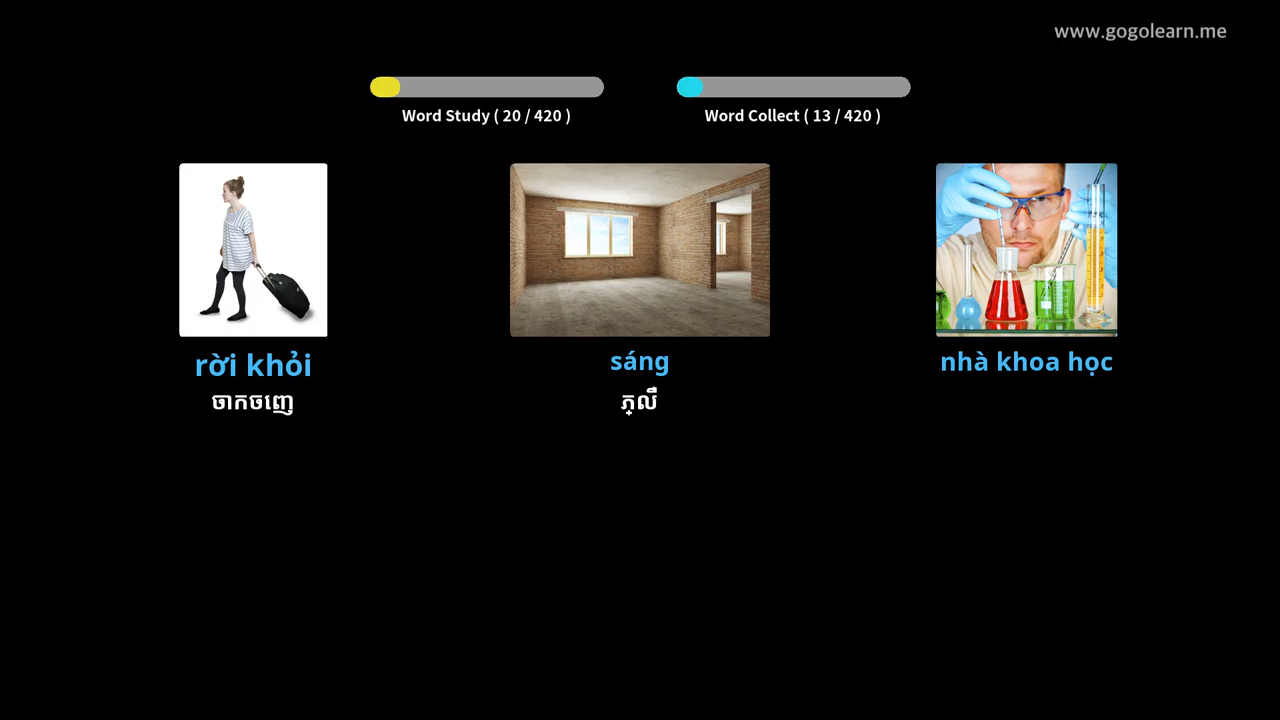 www.gogolearn.me
Word Study ( 20 / 420 )
Word Collect ( 13 / 420 )
rời khỏi
ចាកចេញ
sáng
ភ្លឺ
nhà khoa học